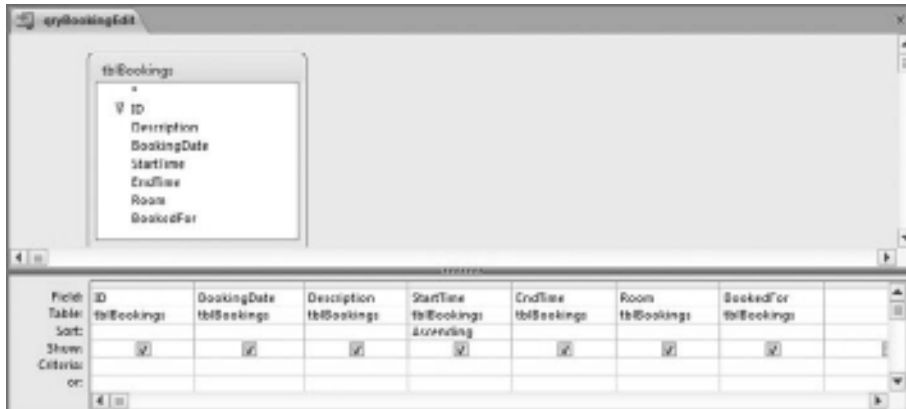 qryBookingEdit
tblBookings
*
ID
Description
BookingDate
StartTime
EndTime
Room
BookedFor
Field: ID BookingDate Description StartTime EndTime Room BookedFor
Table: tblBookings tblBookings tblBookings tblBookings tblBookings tblBookings tblBookings
Sort: Ascending
Show:
Criteria:
or: